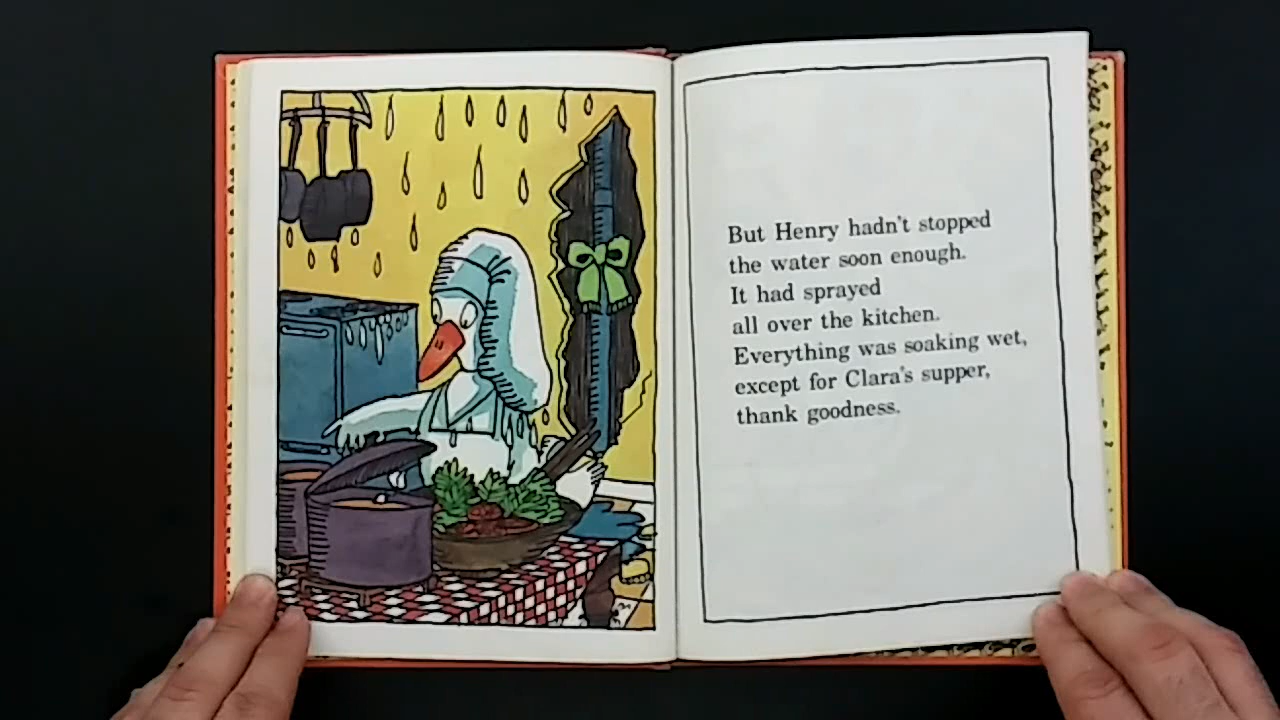 But Henry hadn't stopped
the water soon enough.
It had sprayed
all over the kitchen.
Everything was soaking wet,
except for Clara's supper,
thank goodness.